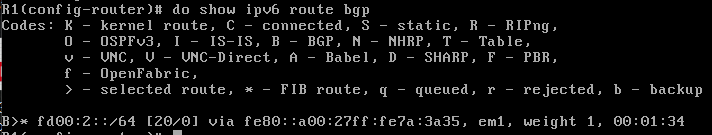 R1(config-router)# do show ipv6 route bgp
Codes: K - kernel route, C - connected, S - static, R - RIPng,
       O - OSPFv3, I - IS-IS, B - BGP, N - NHRP, T - Table,
       v - VNC, V - VNC-Direct, A - Babel, D - SHARP, F - PBR,
       f - OpenFabric,
       > - selected route, * - FIB route, q - queued, r - rejected, b - backup
B>* fd00:2::/64 [20/0] via fe80::a00:27ff:fe7a:3a35, em1, weight 1, 00:01:34
R1(config-router)#